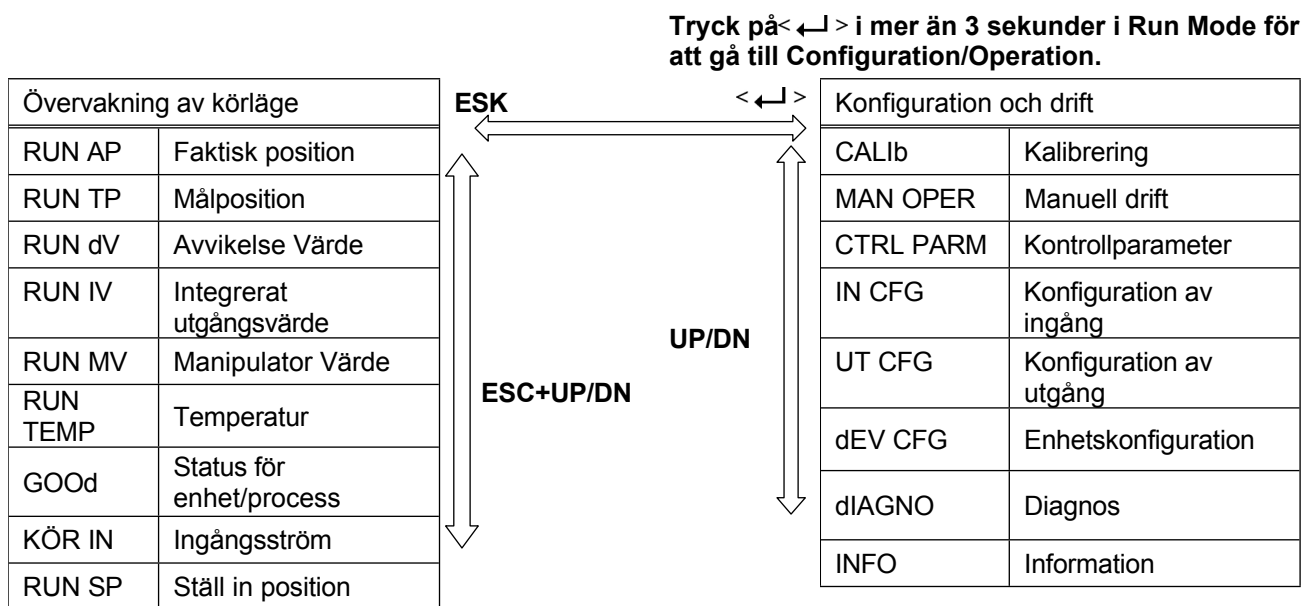 Tryck på< ↵ > i mer än 3 sekunder i Run Mode för
att gå till Configuration/Operation.
Övervakning av körläge
ESK
< ↵ >
Konfiguration och drift
RUN AP Faktisk position
RUN TP Målposition
RUN dV Avvikelse Värde
RUN IV Integrerat
utgångsvärde
RUN MV Manipulator Värde
RUN
TEMP
Temperatur
GOOd
Status för
enhet/process
KÖR IN Ingångsström
RUN SP Ställ in position
ESC+UP/DN
UP/DN
CALIb Kalibrering
MAN OPER Manuell drift
CTRL PARM Kontrollparameter
IN CFG Konfiguration av
ingång
UT CFG Konfiguration av
utgång
dEV CFG Enhetskonfiguration
dIAGNO Diagnos
INFO Information